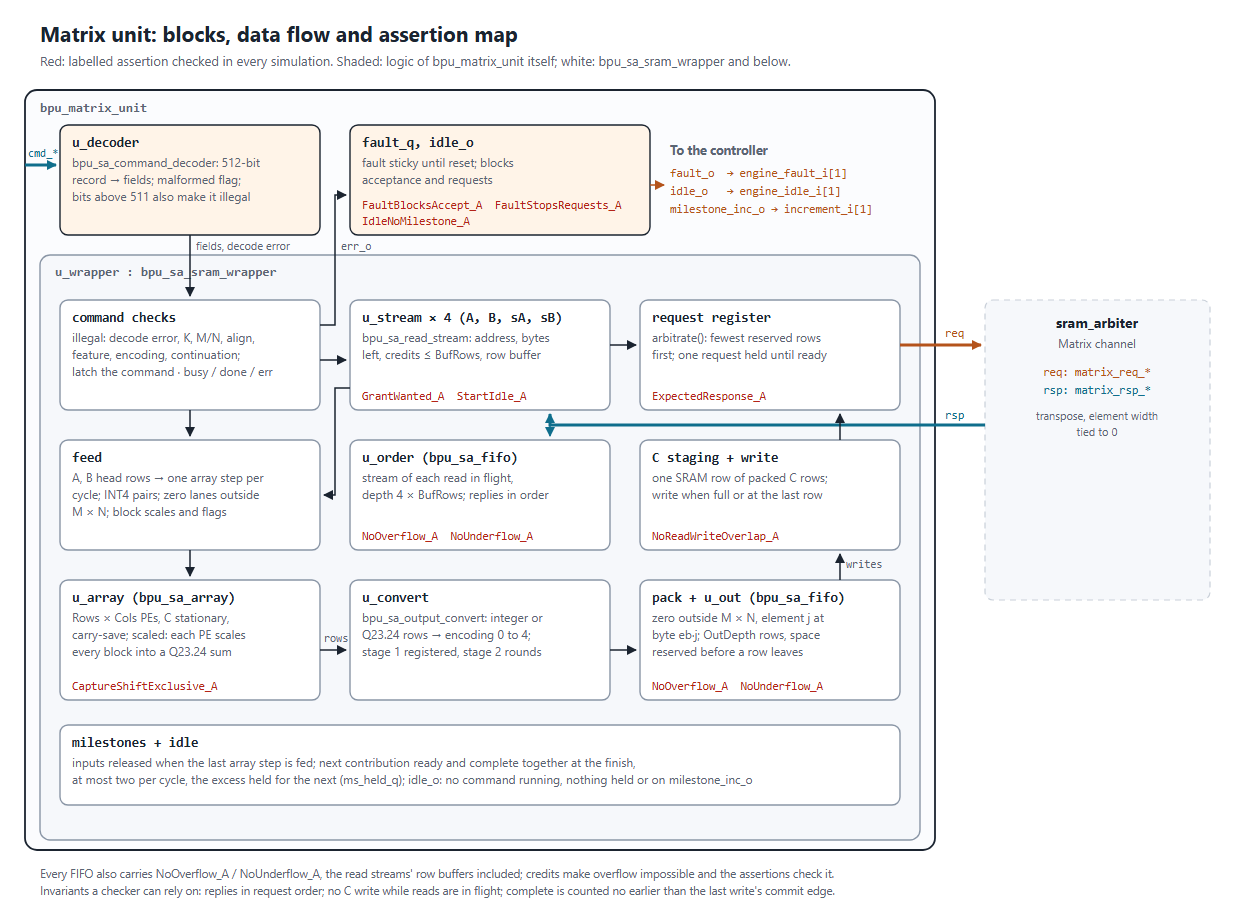 Matrix unit: blocks, data flow and assertion map
Red: labelled assertion checked in every simulation. Shaded: logic of bpu_matrix_unit itself; white: bpu_sa_sram_wrapper and below.
bpu_matrix_unit
cmd_*
u_decoder
bpu_sa_command_decoder: 512-bit
record → fields; malformed flag;
bits above 511 also make it illegal
fault_q, idle_o
fault sticky until reset; blocks
acceptance and requests
FaultBlocksAccept_A FaultStopsRequests_A
IdleNoMilestone_A
To the controller
fault_o → engine_fault_i[1]
idle_o → engine_idle_i[1]
milestone_inc_o → increment_i[1]
fields, decode error
err_o
u_wrapper : bpu_sa_sram_wrapper
command checks
illegal: decode error, K, M/N, align,
feature, encoding, continuation;
latch the command · busy / done / err
u_stream × 4 (A, B, sA, sB)
bpu_sa_read_stream: address, bytes
left, credits ≤ BufRows, row buffer
GrantWanted_A StartIdle_A
request register
arbitrate(): fewest reserved rows
first; one request held until ready
ExpectedResponse_A
req
rsp
sram_arbiter
Matrix channel
req: matrix_req_*
rsp: matrix_rsp_*
transpose, element width
tied to 0
feed
A, B head rows → one array step per
cycle; INT4 pairs; zero lanes outside
M × N; block scales and flags
u_order (bpu_sa_fifo)
stream of each read in flight,
depth 4 × BufRows; replies in order
NoOverflow_A NoUnderflow_A
C staging + write
one SRAM row of packed C rows;
write when full or at the last row
NoReadWriteOverlap_A
writes
u_array (bpu_sa_array)
Rows × Cols PEs, C stationary,
carry-save; scaled: each PE scales
every block into a Q23.24 sum
CaptureShiftExclusive_A
rows
u_convert
bpu_sa_output_convert: integer or
Q23.24 rows → encoding 0 to 4;
stage 1 registered, stage 2 rounds
pack + u_out (bpu_sa_fifo)
zero outside M × N, element j at
byte eb·j; OutDepth rows, space
reserved before a row leaves
NoOverflow_A NoUnderflow_A
milestones + idle
inputs released when the last array step is fed; next contribution ready and complete together at the finish,
at most two per cycle, the excess held for the next (ms_held_q); idle_o: no command running, nothing held or on milestone_inc_o
Every FIFO also carries NoOverflow_A / NoUnderflow_A, the read streams' row buffers included; credits make overflow impossible and the assertions check it.
Invariants a checker can rely on: replies in request order; no C write while reads are in flight; complete is counted no earlier than the last write's commit edge.